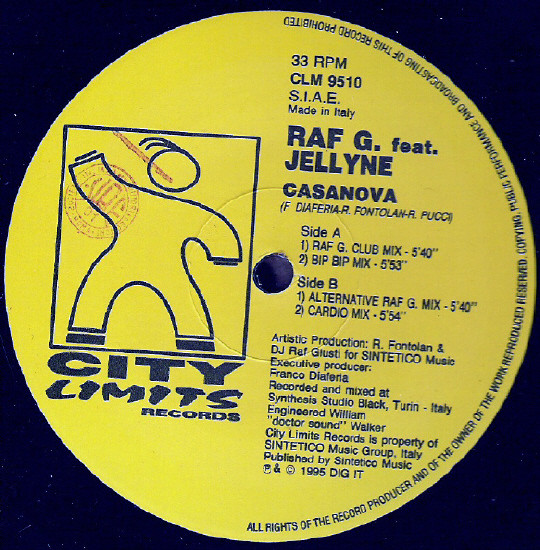 33 RPM
CLM 9510
S.I.A.E.
Made in Italy
RAF G. feat.
JELLYNE
CASANOVA
(F DIAFERIA-R. FONTOLAN-R. PUCCI)
Side A
1) RAF G. CLUB MIX - 5'40"
2) BIP BIP MIX - 5'53"
Side B
1) ALTERNATIVE RAF G. MIX - 5'40"
2) CARDIO MIX - 5'54"
Artistic Production: R. Fontolan &
DJ Raf Giusti for SINTETICO Music
Executive producer:
Franco Diaferia
Recorded and mixed at
Synthesis Studio Black, Turin - Italy
Engineered William
"doctor sound" Walker
City Limits Records is property of
SINTETICO Music Group, Italy
Published by Sintetico Music
℗ & © 1995 DIG IT
CITY
LIMITS
RECORDS
ALL RIGHTS OF THE RECORD PRODUCER AND OF THE OWNER OF THE WORK REPRODUCED RESERVED. COPYING, PUBLIC PERFORMANCE AND BROADCASTING OF THIS RECORD PROHIBITED